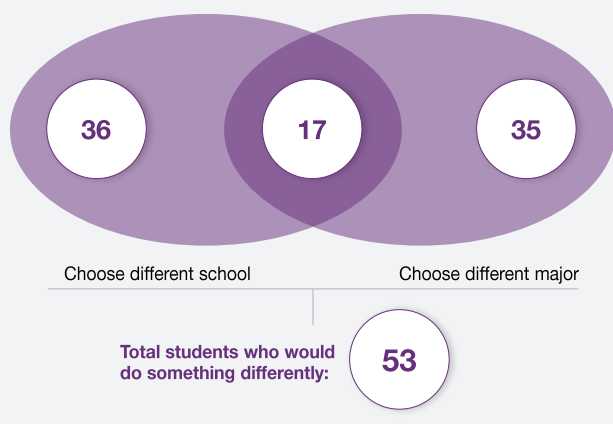 36
17
35
Choose different school
Choose different major
Total students who would
do something differently:
53